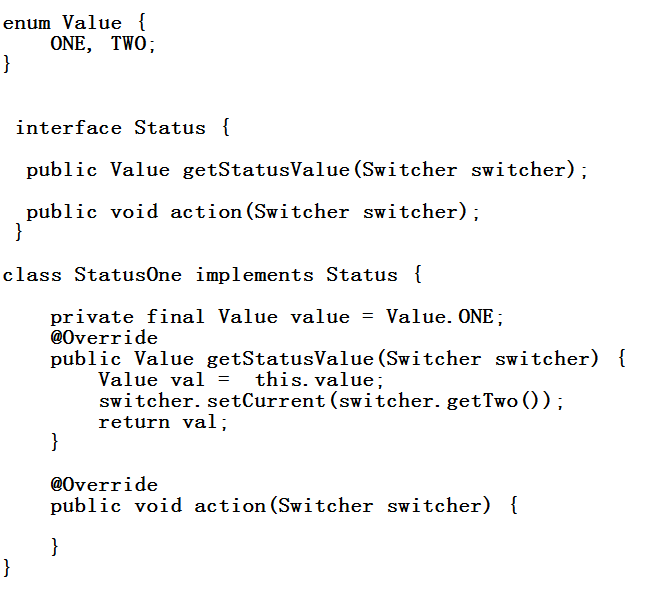 enum Value {
    ONE, TWO;
}
 interface Status {
  public Value getStatusValue(Switcher switcher);
  public void action(Switcher switcher);
 }
class StatusOne implements Status {
    private final Value value = Value.ONE;
    @Override
    public Value getStatusValue(Switcher switcher) {
        Value val =  this.value;
        switcher.setCurrent(switcher.getTwo());
        return val;
    }
    @Override
    public void action(Switcher switcher) {
    }
}